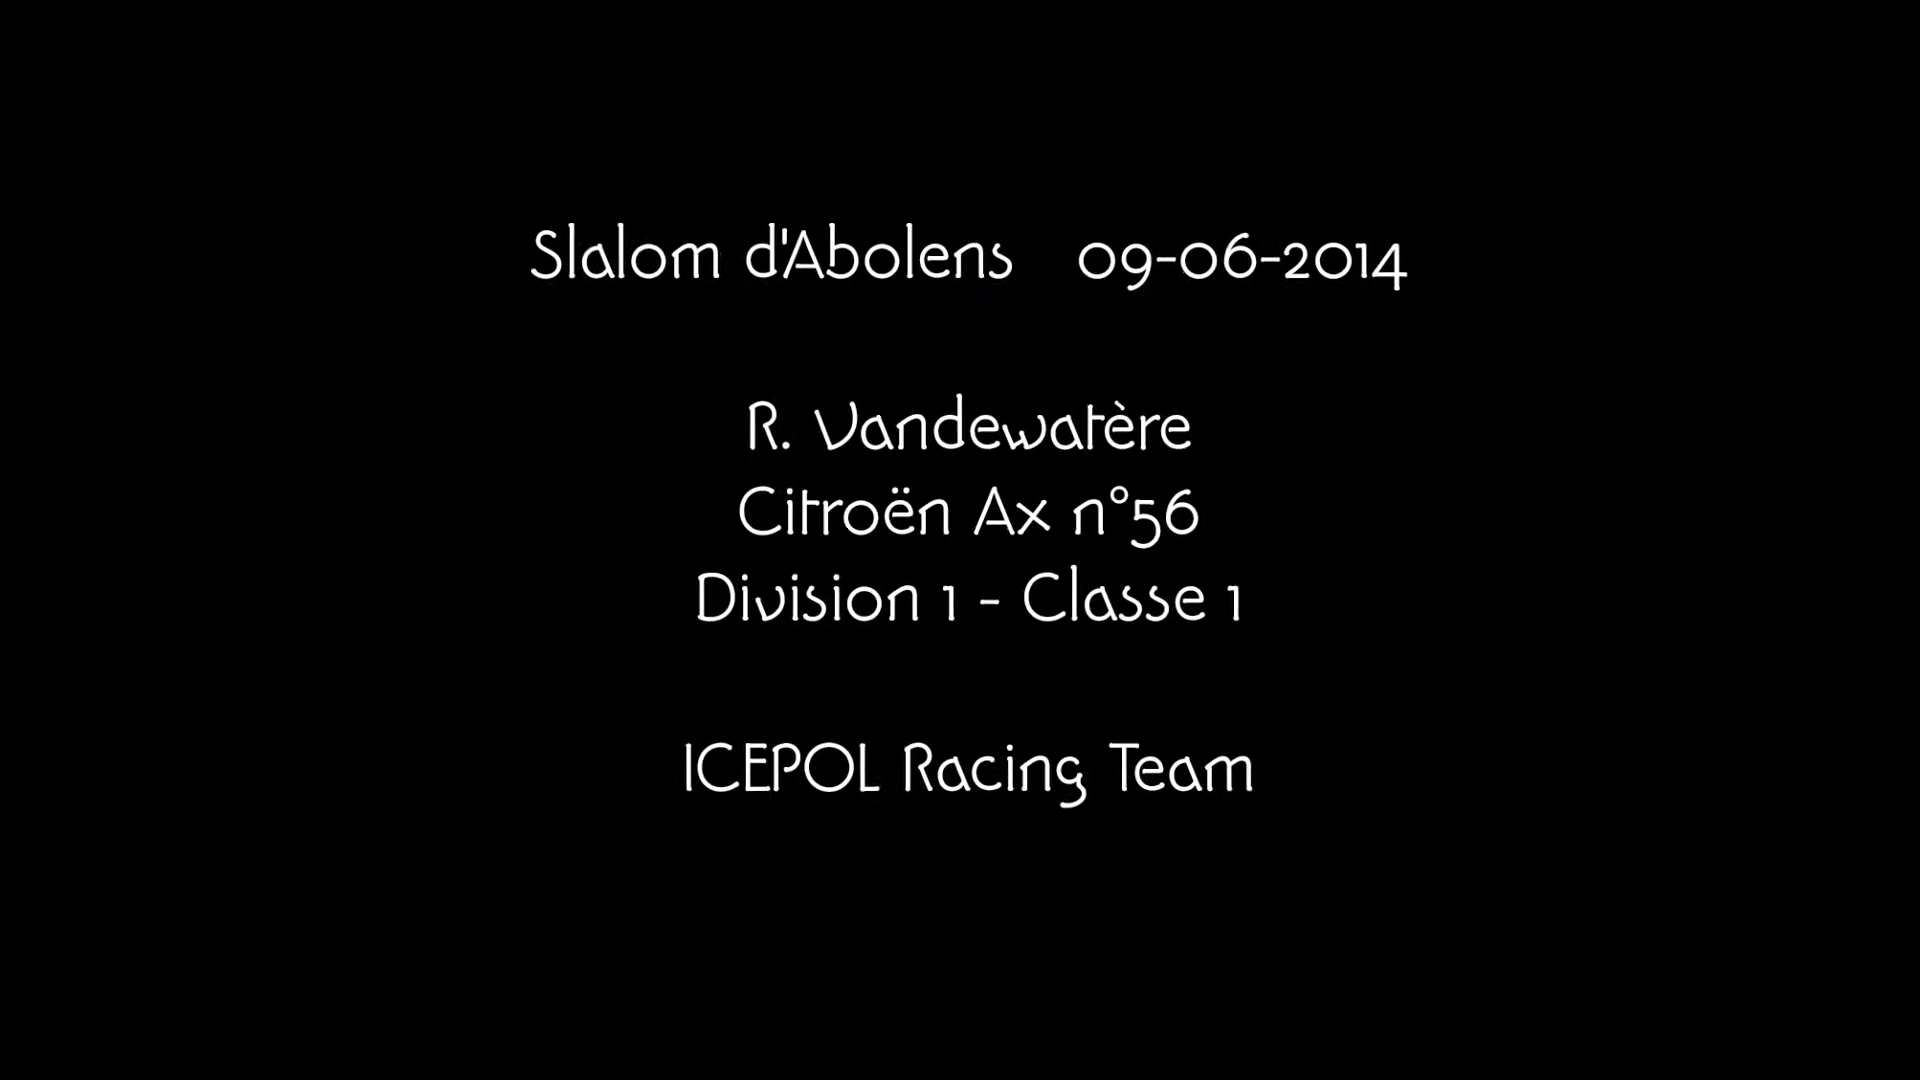 Slalom d'Abolens 09-06-2014
R. Vandewatère
Citroën Ax n°56
Division 1 - Classe 1
ICEPOL Racing Team